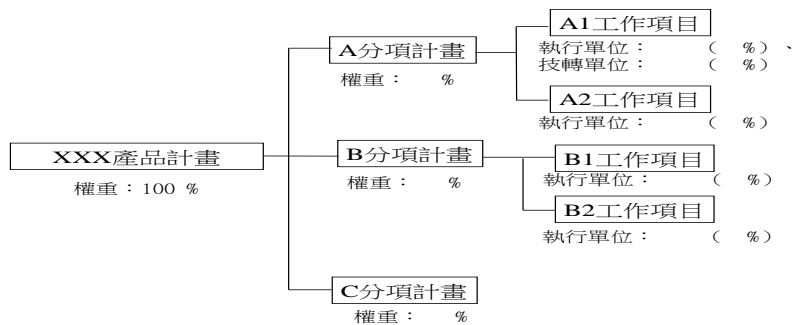 A1工作項目
A分項計畫
執行單位： （ %）、
技轉單位： （ %）
權重： %
A2工作項目
執行單位： （ %）
XXX產品計畫
B分項計畫
B1工作項目
權重：100 %
權重： %
執行單位： （ %）
B2工作項目
執行單位： （ %）
C分項計畫
權重： %